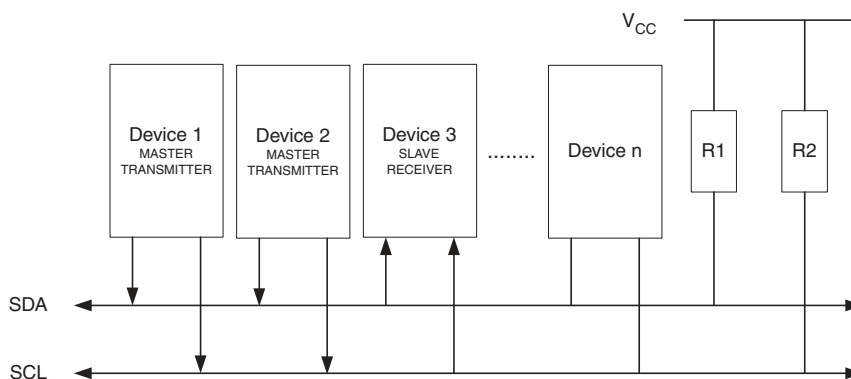 V_CC
Device 1
MASTER
TRANSMITTER
Device 2
MASTER
TRANSMITTER
Device 3
SLAVE
RECEIVER
........
Device n
R1
R2
SDA
SCL